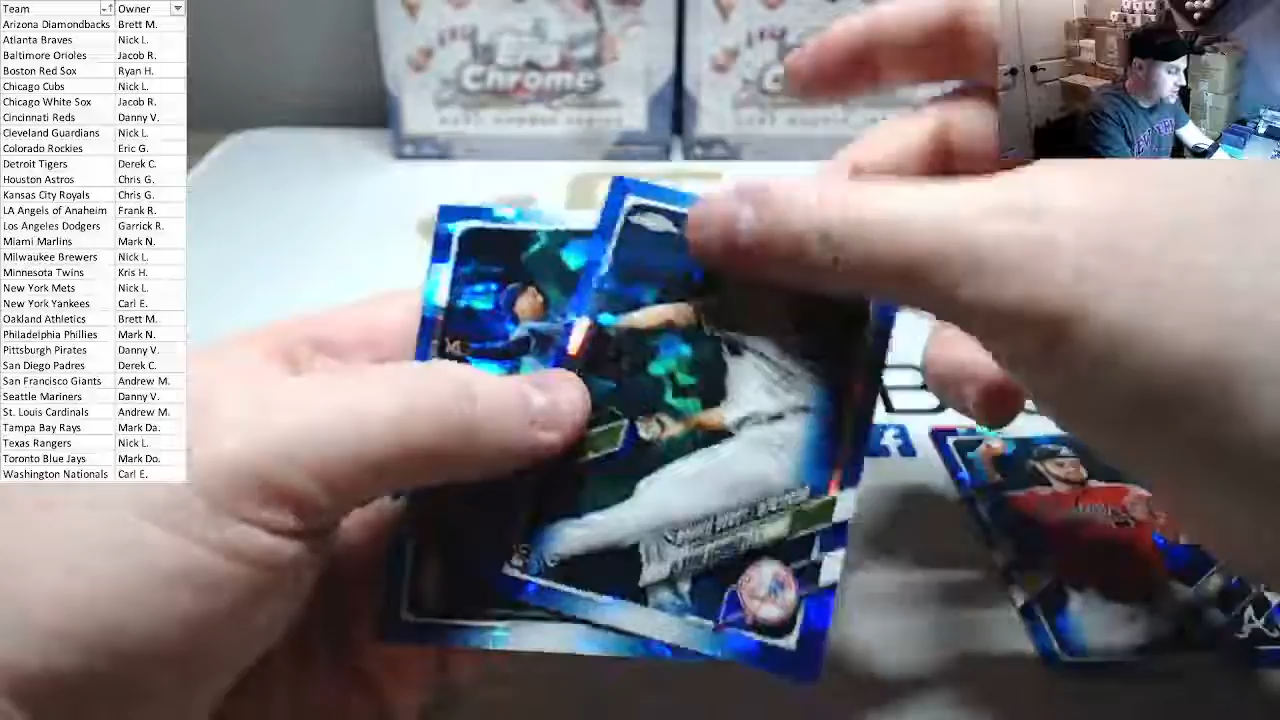 Team Owner
Arizona Diamondbacks Brett M.
Atlanta Braves Nick L.
Baltimore Orioles Jacob R.
Boston Red Sox Ryan H.
Chicago Cubs Nick L.
Chicago White Sox Jacob R.
Cincinnati Reds Danny V.
Cleveland Guardians Nick L.
Colorado Rockies Eric G.
Detroit Tigers Derek C.
Houston Astros Chris G.
Kansas City Royals Chris G.
LA Angels of Anaheim Frank R.
Los Angeles Dodgers Garrick R.
Miami Marlins Mark N.
Milwaukee Brewers Nick L.
Minnesota Twins Kris H.
New York Mets Nick L.
New York Yankees Carl E.
Oakland Athletics Brett M.
Philadelphia Phillies Mark N.
Pittsburgh Pirates Danny V.
San Diego Padres Derek C.
San Francisco Giants Andrew M.
Seattle Mariners Danny V.
St. Louis Cardinals Andrew M.
Tampa Bay Rays Mark Da.
Texas Rangers Nick L.
Toronto Blue Jays Mark Do.
Washington Nationals Carl E.
Chrome